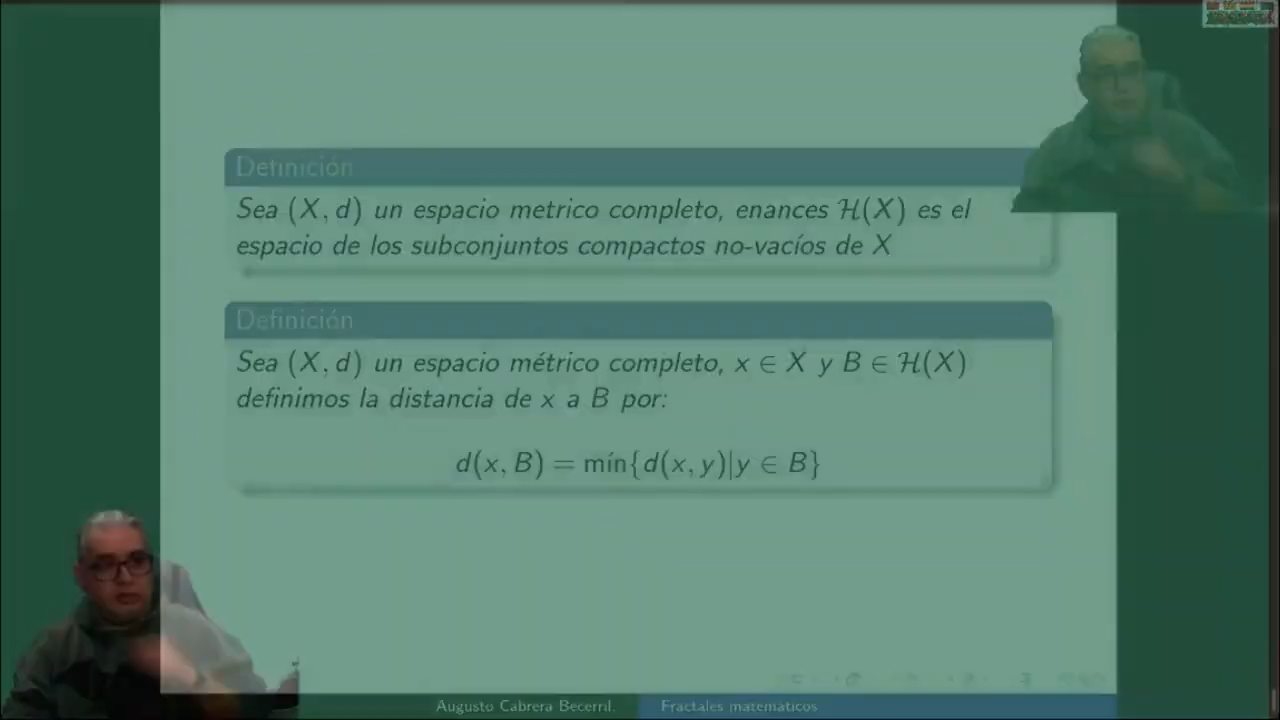 Definición
Sea (X, d) un espacio metrico completo, enances ℋ(X) es el
espacio de los subconjuntos compactos no-vacíos de X
Definición
Sea (X, d) un espacio métrico completo, x ∈ X y B ∈ ℋ(X)
definimos la distancia de x a B por:
d(x, B) = mín{d(x, y)|y ∈ B}
Augusto Cabrera Becerril. Fractales matematicos